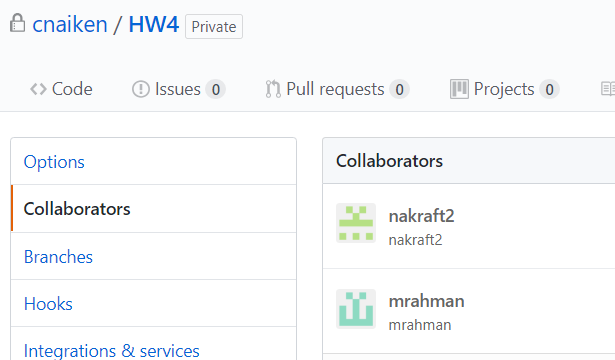 cnaiken / HW4 Private
Code Issues 0 Pull requests 0 Projects 0
Options
Collaborators
Branches
Hooks
Integrations & services
Collaborators
nakraft2
nakraft2
mrahman
mrahman